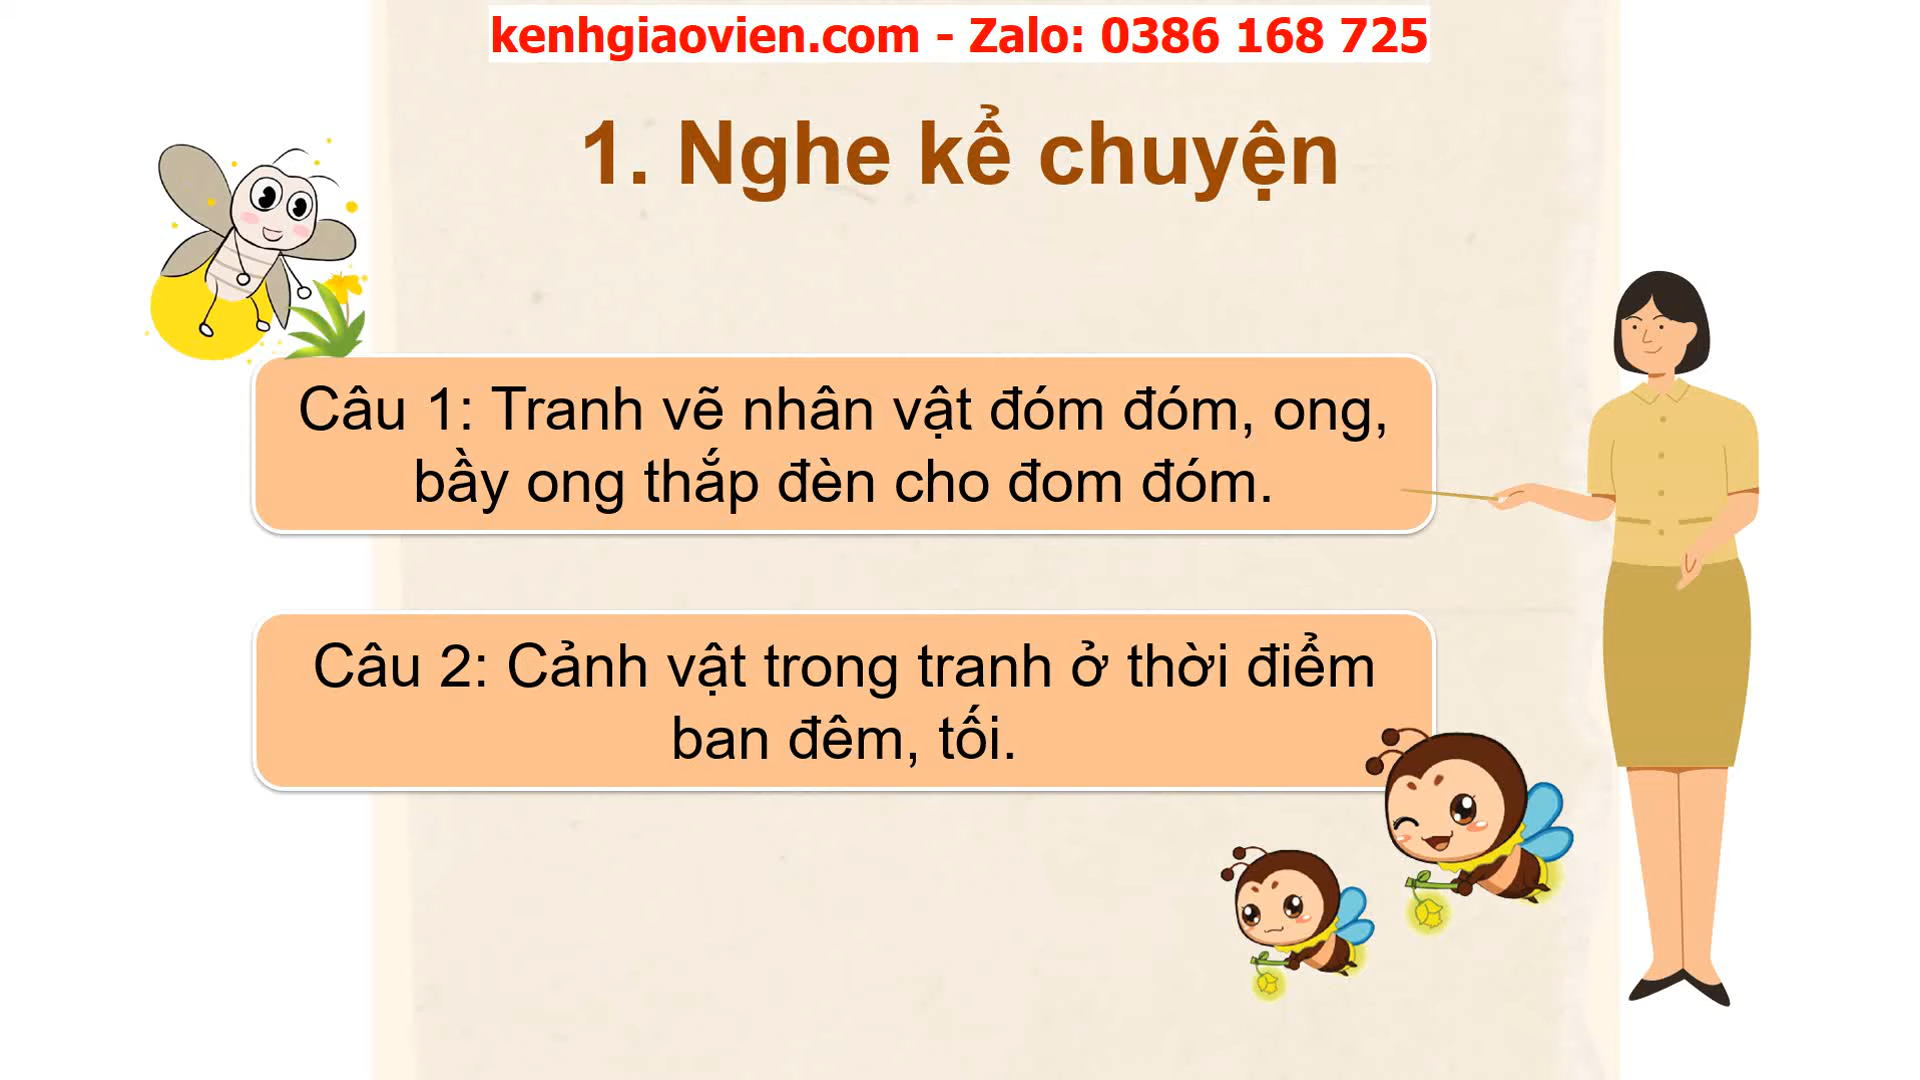 kenhgiaovien.com - Zalo: 0386 168 725
1. Nghe kể chuyện
Câu 1: Tranh vẽ nhân vật đóm đóm, ong,
bầy ong thắp đèn cho đom đóm.
Câu 2: Cảnh vật trong tranh ở thời điểm
ban đêm, tối.